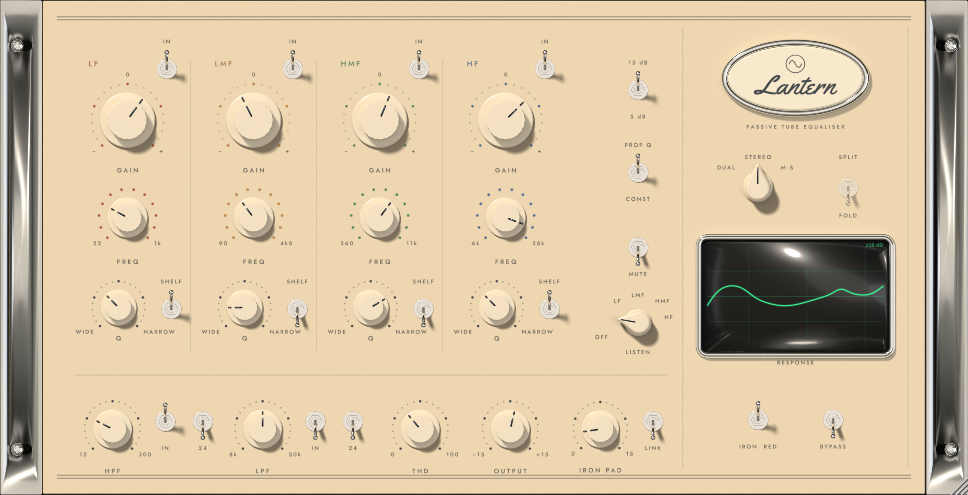 IN IN IN IN
LF LMF HMF HF
0 0 0 0
- + - + - + - +
GAIN GAIN GAIN GAIN
22 1k 90 4k8 260 11k .6k 28k
FREQ FREQ FREQ FREQ
SHELF SHELF SHELF SHELF
WIDE NARROW WIDE NARROW WIDE NARROW WIDE NARROW
Q Q Q Q
15 dB
5 dB
PROP Q
CONST
MUTE
LMF
LF HMF
HF
OFF
LISTEN
Lantern
PASSIVE TUBE EQUALISER
STEREO SPLIT
DUAL M-S
FOLD
±18 dB
RESPONSE
IRON RED BYPASS
IN 24 IN 24 LINK
12 300 8k 50k 0 100 -15 +15 0 15
HPF LPF THD OUTPUT IRON PAD